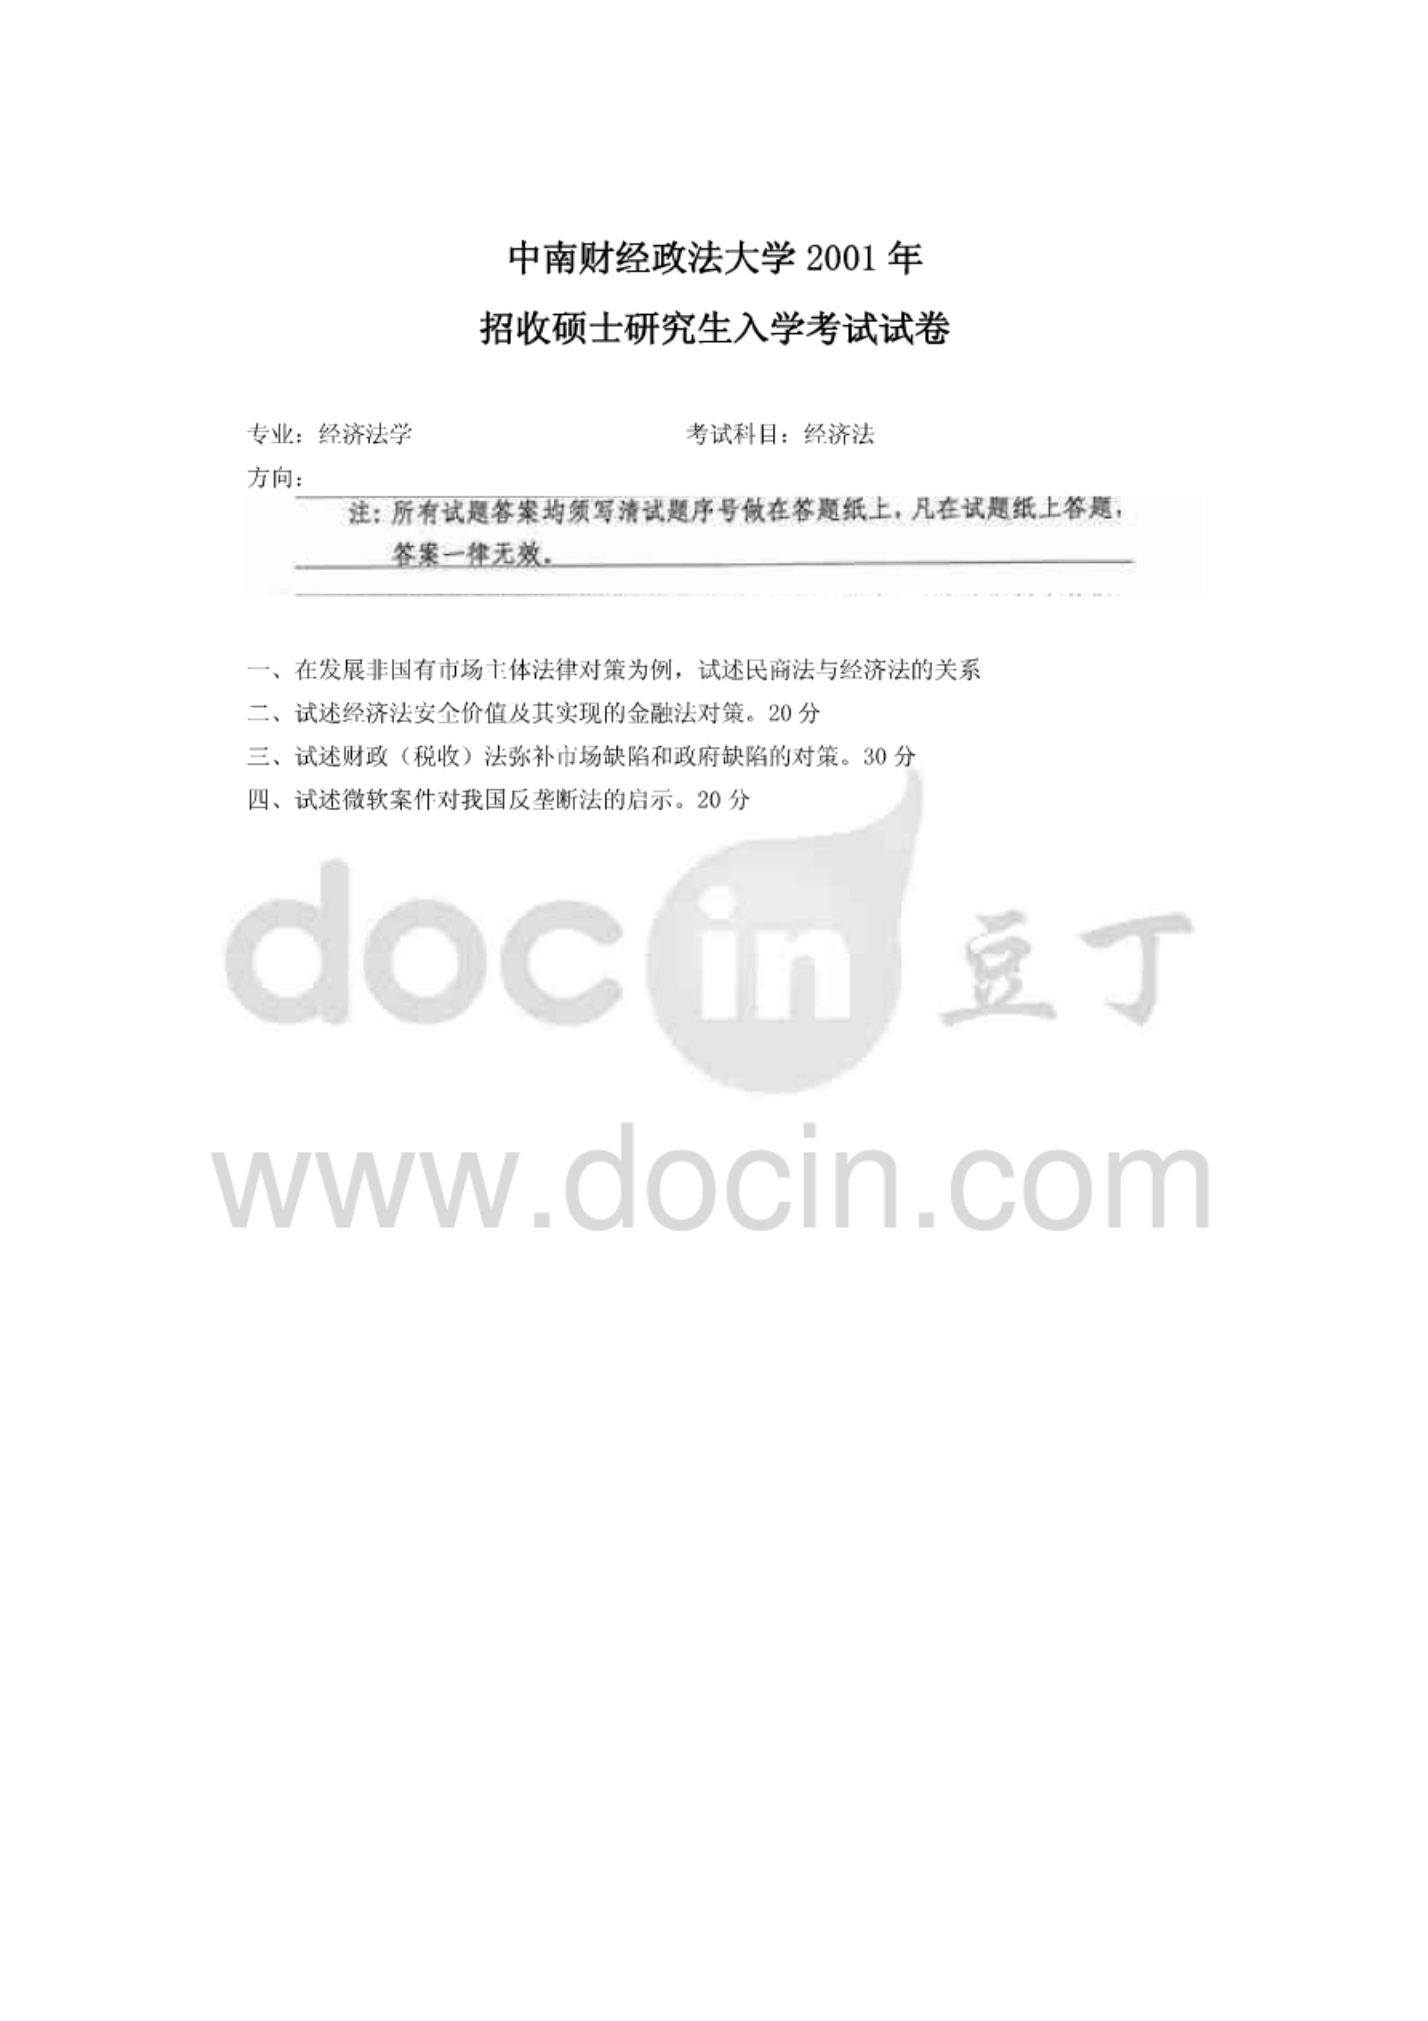 中南财经政法大学 2001 年
招收硕士研究生入学考试试卷
专业：经济法学 考试科目：经济法
方向：
注：所有试题答案均须写清试题序号做在答题纸上，凡在试题纸上答题，
答案一律无效。
一、在发展非国有市场主体法律对策为例，试述民商法与经济法的关系
二、试述经济法安全价值及其实现的金融法对策。20 分
三、试述财政（税收）法弥补市场缺陷和政府缺陷的对策。30 分
四、试述微软案件对我国反垄断法的启示。20 分
docin 豆丁
www.docin.com